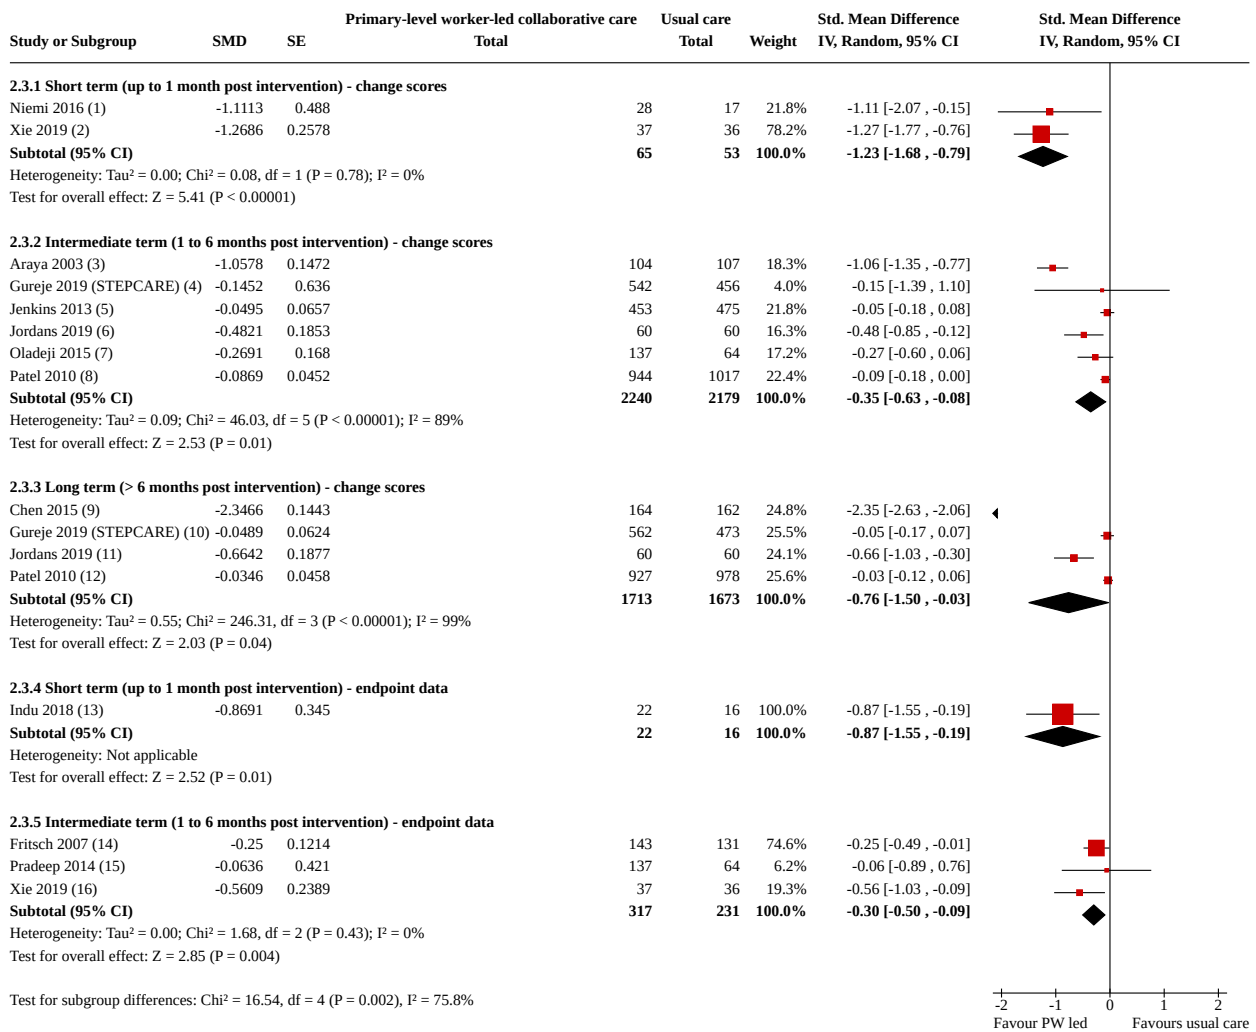 Primary-level worker-led collaborative care Usual care Std. Mean Difference Std. Mean Difference
Study or Subgroup SMD SE Total Total Weight IV, Random, 95% CI IV, Random, 95% CI
2.3.1 Short term (up to 1 month post intervention) - change scores
Niemi 2016 (1) -1.1113 0.488 28 17 21.8% -1.11 [-2.07 , -0.15]
Xie 2019 (2) -1.2686 0.2578 37 36 78.2% -1.27 [-1.77 , -0.76]
Subtotal (95% CI) 65 53 100.0% -1.23 [-1.68 , -0.79]
Heterogeneity: Tau² = 0.00; Chi² = 0.08, df = 1 (P = 0.78); I² = 0%
Test for overall effect: Z = 5.41 (P < 0.00001)
2.3.2 Intermediate term (1 to 6 months post intervention) - change scores
Araya 2003 (3) -1.0578 0.1472 104 107 18.3% -1.06 [-1.35 , -0.77]
Gureje 2019 (STEPCARE) (4) -0.1452 0.636 542 456 4.0% -0.15 [-1.39 , 1.10]
Jenkins 2013 (5) -0.0495 0.0657 453 475 21.8% -0.05 [-0.18 , 0.08]
Jordans 2019 (6) -0.4821 0.1853 60 60 16.3% -0.48 [-0.85 , -0.12]
Oladeji 2015 (7) -0.2691 0.168 137 64 17.2% -0.27 [-0.60 , 0.06]
Patel 2010 (8) -0.0869 0.0452 944 1017 22.4% -0.09 [-0.18 , 0.00]
Subtotal (95% CI) 2240 2179 100.0% -0.35 [-0.63 , -0.08]
Heterogeneity: Tau² = 0.09; Chi² = 46.03, df = 5 (P < 0.00001); I² = 89%
Test for overall effect: Z = 2.53 (P = 0.01)
2.3.3 Long term (> 6 months post intervention) - change scores
Chen 2015 (9) -2.3466 0.1443 164 162 24.8% -2.35 [-2.63 , -2.06]
Gureje 2019 (STEPCARE) (10) -0.0489 0.0624 562 473 25.5% -0.05 [-0.17 , 0.07]
Jordans 2019 (11) -0.6642 0.1877 60 60 24.1% -0.66 [-1.03 , -0.30]
Patel 2010 (12) -0.0346 0.0458 927 978 25.6% -0.03 [-0.12 , 0.06]
Subtotal (95% CI) 1713 1673 100.0% -0.76 [-1.50 , -0.03]
Heterogeneity: Tau² = 0.55; Chi² = 246.31, df = 3 (P < 0.00001); I² = 99%
Test for overall effect: Z = 2.03 (P = 0.04)
2.3.4 Short term (up to 1 month post intervention) - endpoint data
Indu 2018 (13) -0.8691 0.345 22 16 100.0% -0.87 [-1.55 , -0.19]
Subtotal (95% CI) 22 16 100.0% -0.87 [-1.55 , -0.19]
Heterogeneity: Not applicable
Test for overall effect: Z = 2.52 (P = 0.01)
2.3.5 Intermediate term (1 to 6 months post intervention) - endpoint data
Fritsch 2007 (14) -0.25 0.1214 143 131 74.6% -0.25 [-0.49 , -0.01]
Pradeep 2014 (15) -0.0636 0.421 137 64 6.2% -0.06 [-0.89 , 0.76]
Xie 2019 (16) -0.5609 0.2389 37 36 19.3% -0.56 [-1.03 , -0.09]
Subtotal (95% CI) 317 231 100.0% -0.30 [-0.50 , -0.09]
Heterogeneity: Tau² = 0.00; Chi² = 1.68, df = 2 (P = 0.43); I² = 0%
Test for overall effect: Z = 2.85 (P = 0.004)
Test for subgroup differences: Chi² = 16.54, df = 4 (P = 0.002), I² = 75.8%
-2 -1 0 1 2
Favour PW led Favours usual care